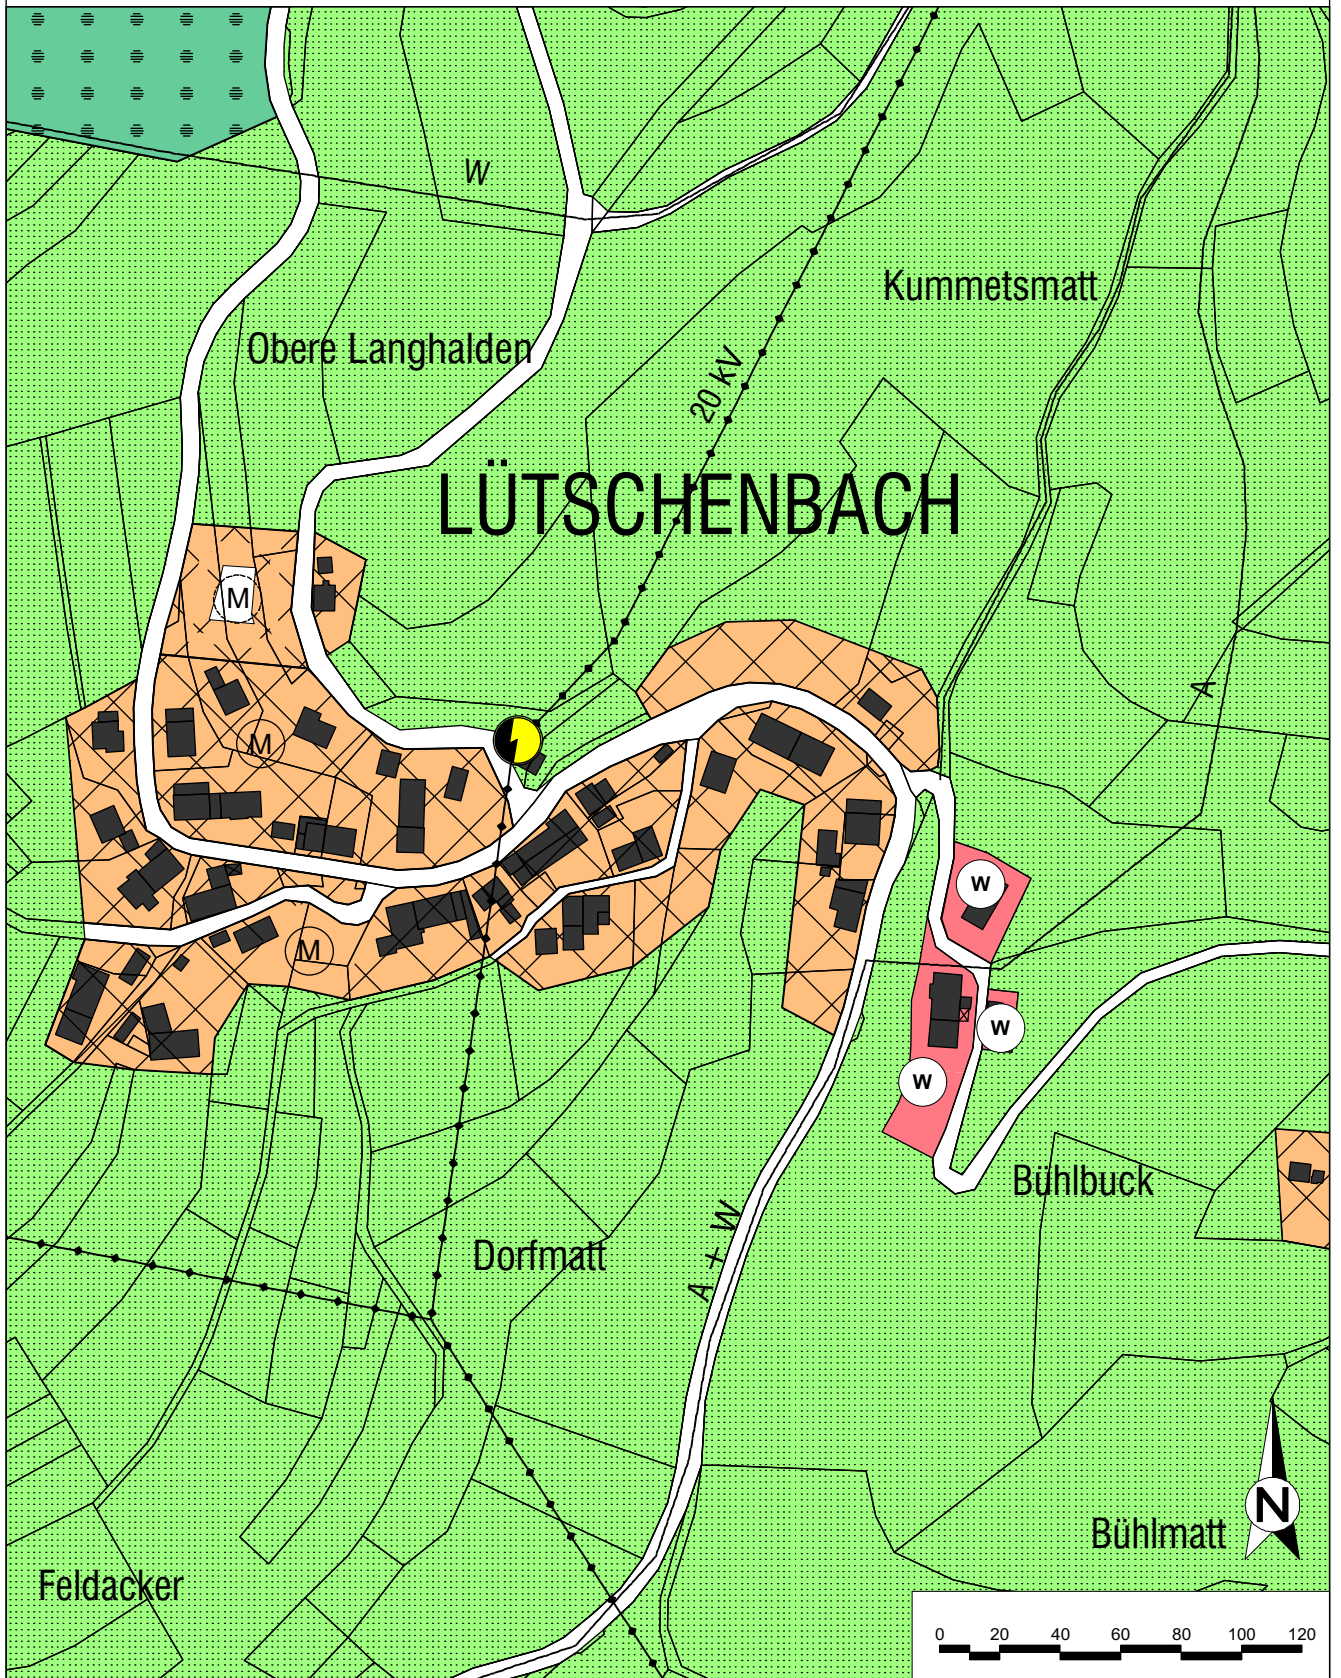 W
Kummetsmatt
Obere Langhalden
20 kV
LÜTSCHENBACH
M
A
M
W
M
W
W
Bühlbuck
A + W
Dorfmatt
N
Bühlmatt
Feldacker
0 20 40 60 80 100 120